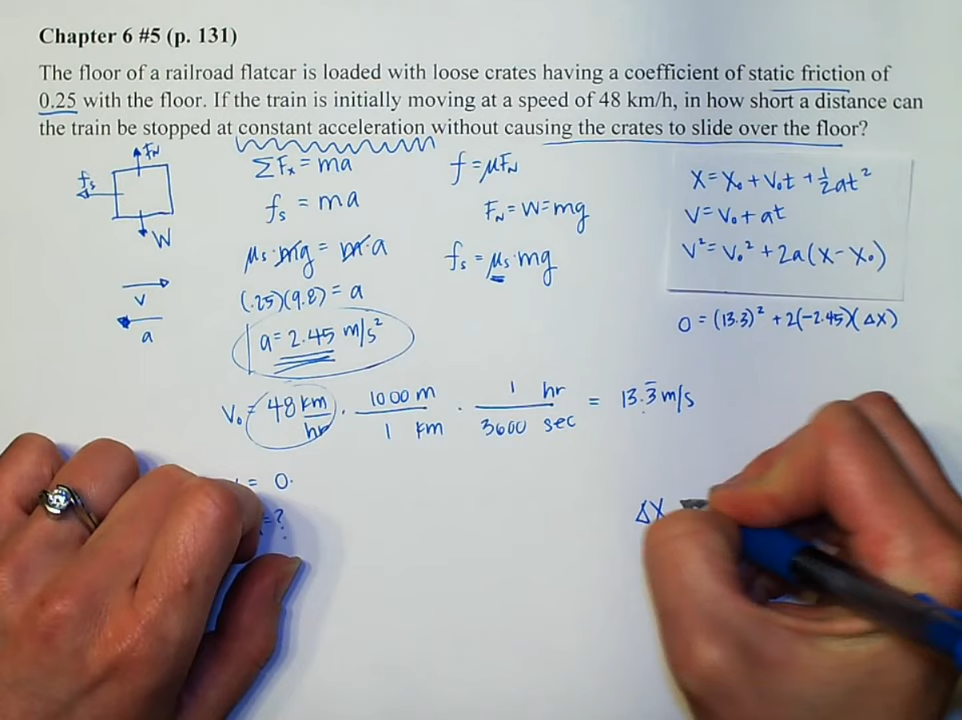 Chapter 6 #5 (p. 131)
The floor of a railroad flatcar is loaded with loose crates having a coefficient of static friction of
0.25 with the floor. If the train is initially moving at a speed of 48 km/h, in how short a distance can
the train be stopped at constant acceleration without causing the crates to slide over the floor?
FN
fs
W
v
a
ΣFx = ma
fs = ma
μs·mg = m·a
(.25)(9.8) = a
a = 2.45 m/s²
f = μFN
FN = W = mg
fs = μs·mg
X = X₀ + V₀t + ½at²
V = V₀ + at
V² = V₀² + 2a(X - X₀)
0 = (13.3)² + 2(-2.45)(ΔX)
V₀ = 48 km/hr · 1000 m/1 km · 1 hr/3600 sec = 13.3̅ m/s
= 0.
=?
ΔX